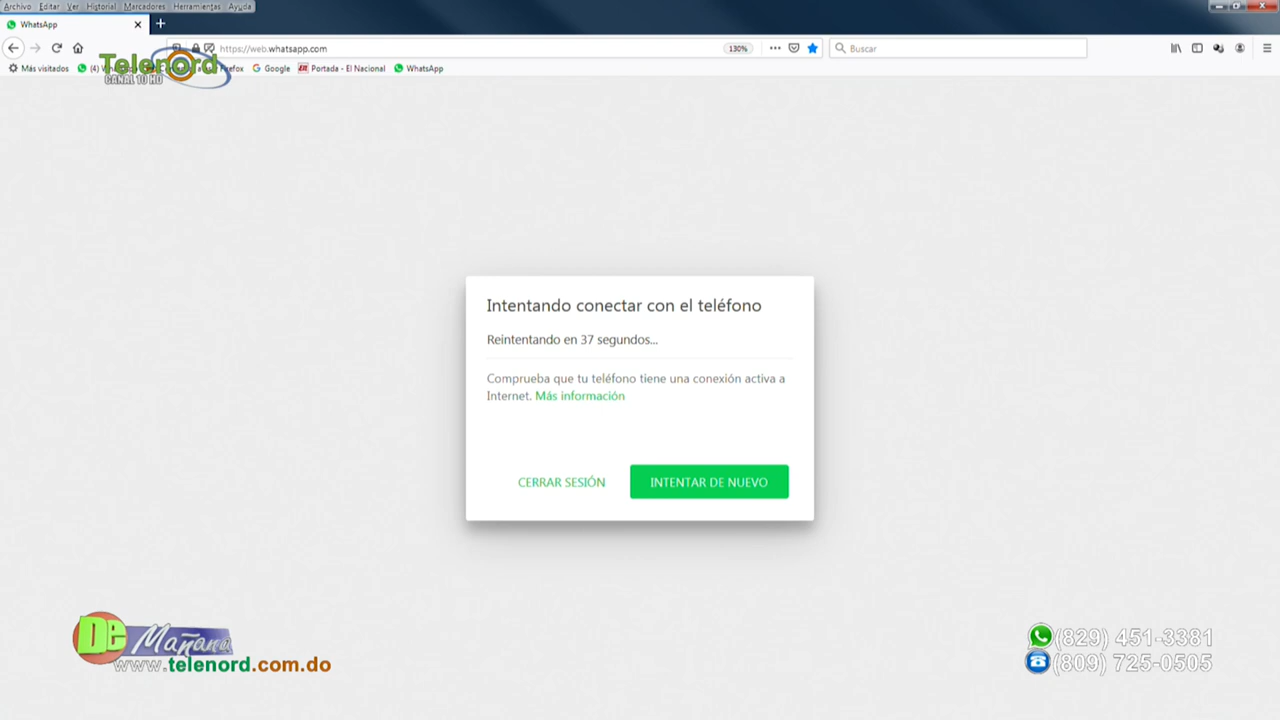 Archivo Editar Ver Historial Marcadores Herramientas Ayuda
WhatsApp
https://web.whatsapp.com
130%
Buscar
Más visitados
(4)
Firefox
Google
Portada - El Nacional
WhatsApp
Telenord
CANAL 10 HD
Intentando conectar con el teléfono
Reintentando en 37 segundos...
Comprueba que tu teléfono tiene una conexión activa a
Internet. Más información
CERRAR SESIÓN
INTENTAR DE NUEVO
De Mañana
www.telenord.com.do
(829) 451-3381
(809) 725-0505